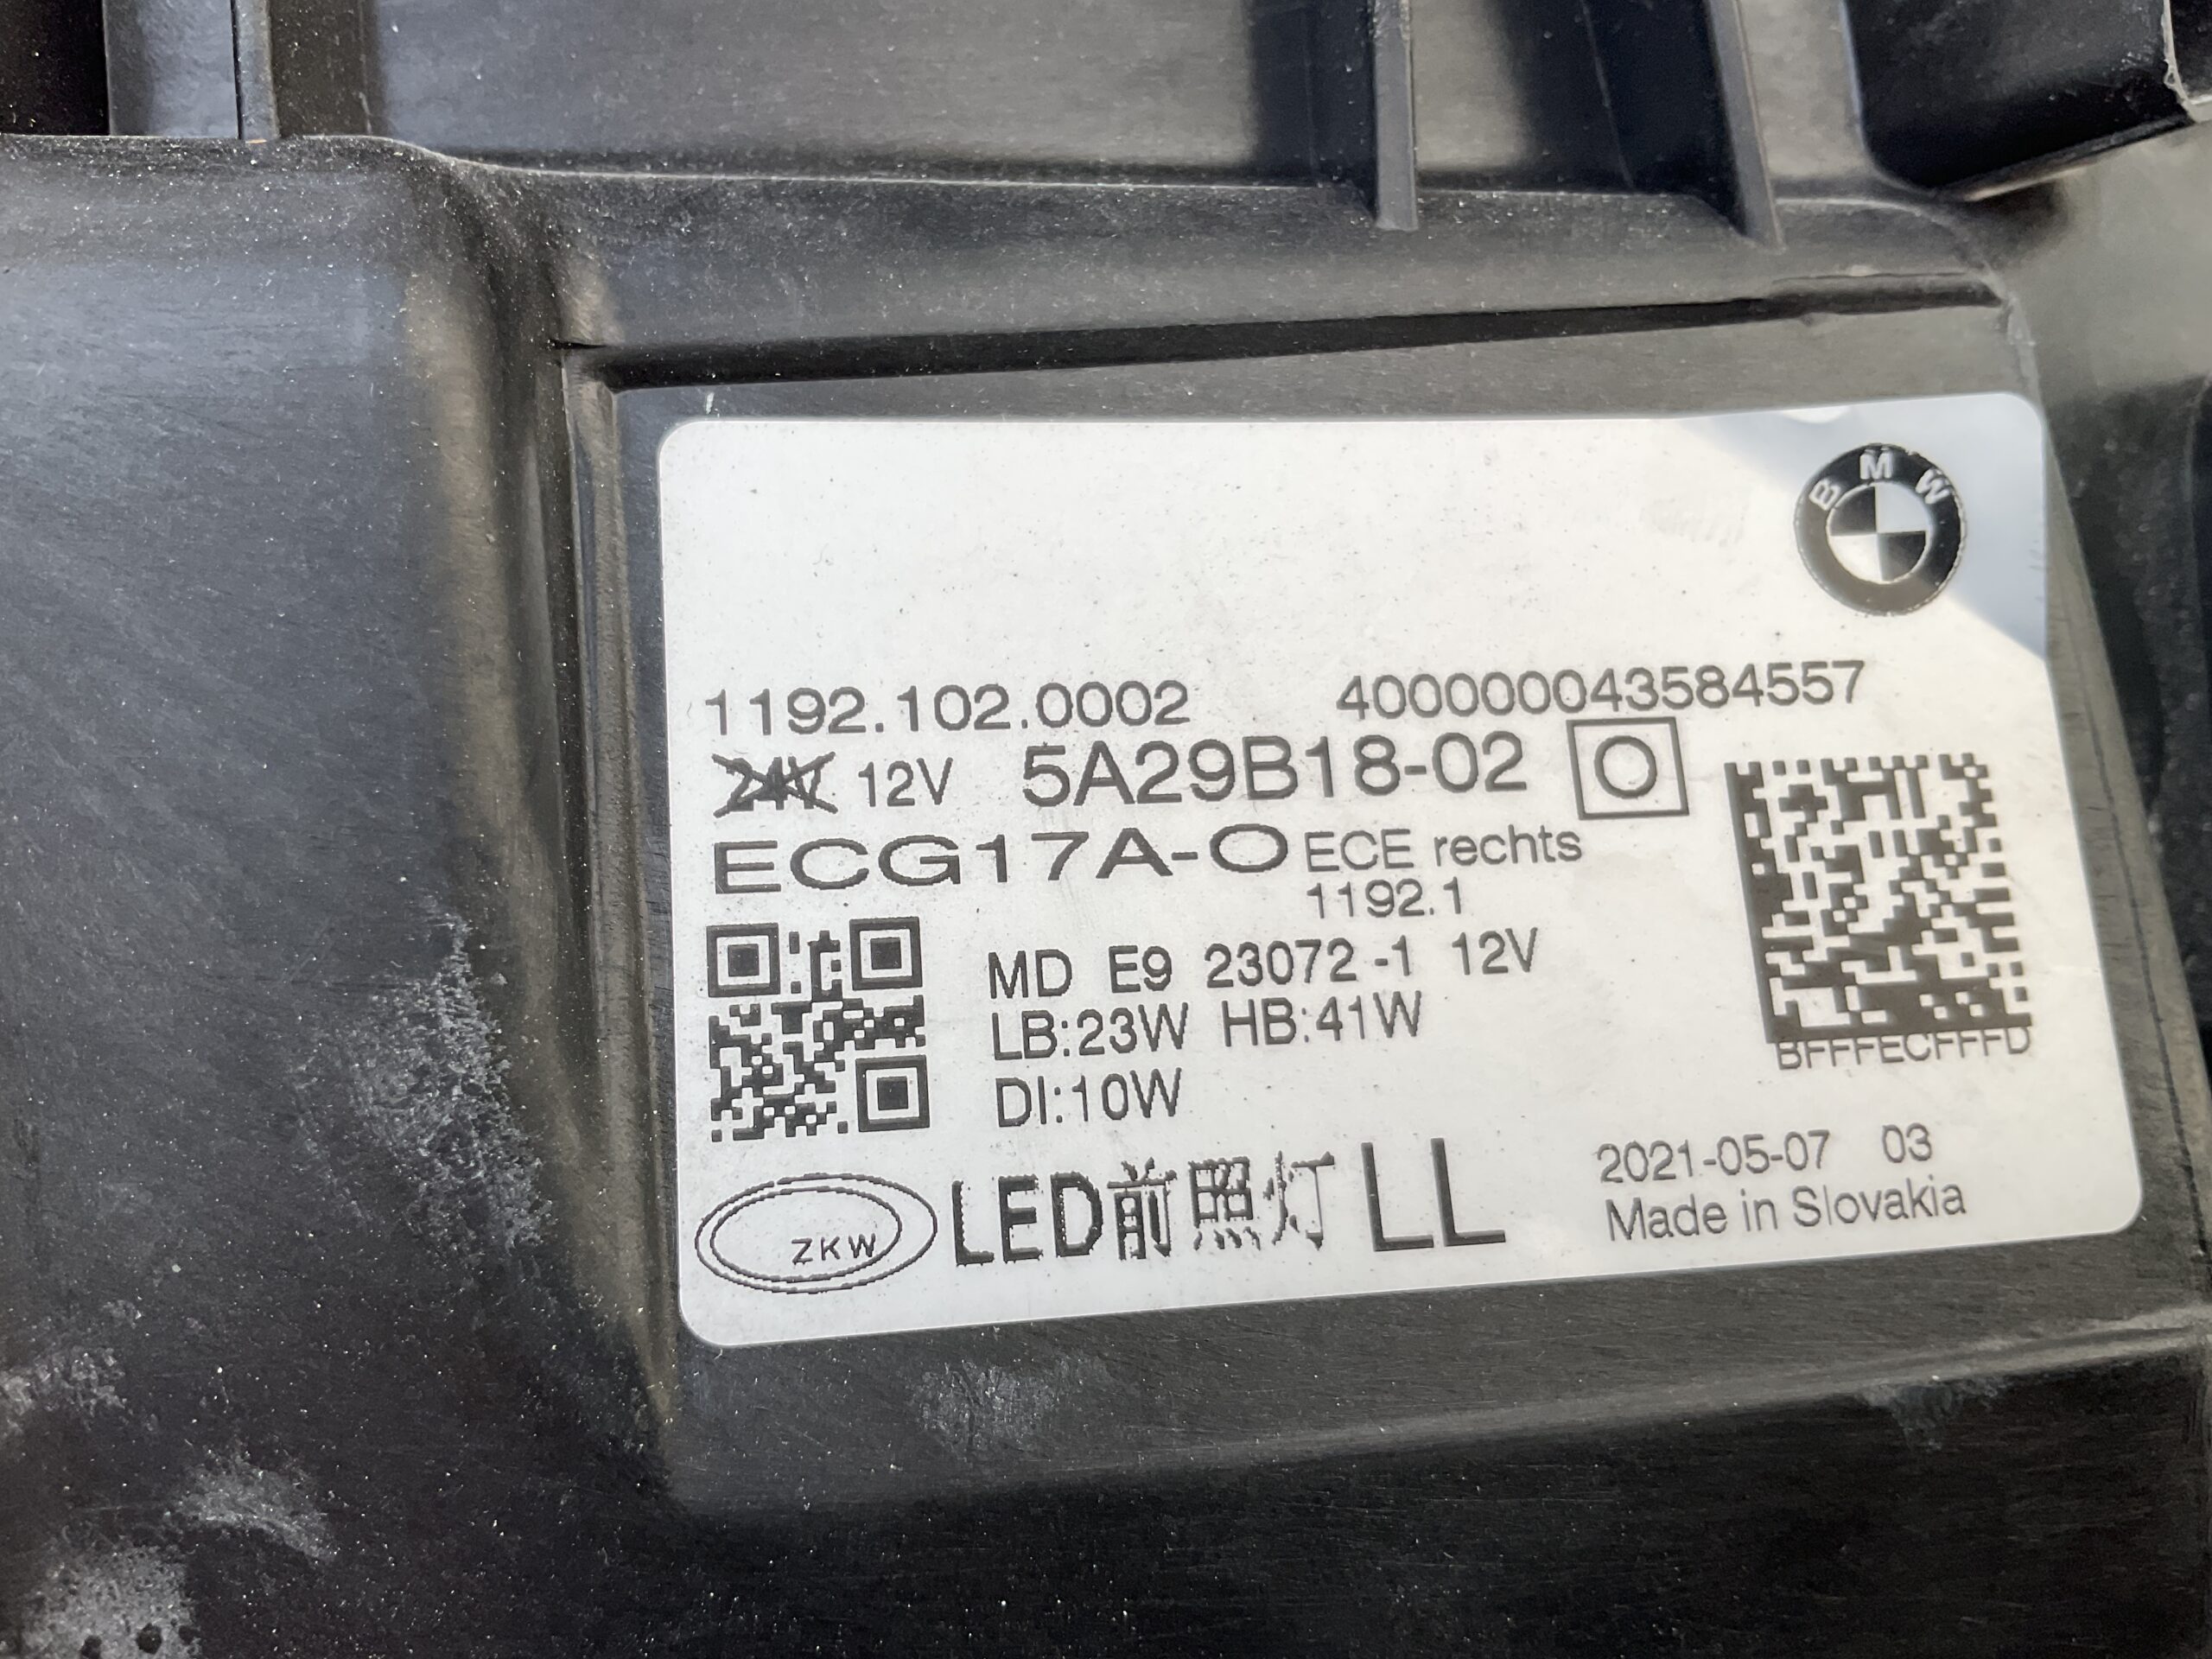 BMW
1192.102.0002 400000043584557
24V 12V 5A29B18-02 O
ECG17A-O ECE rechts
1192.1
MD E9 23072 -1 12V
LB:23W HB:41W
DI:10W
BFFFECFFFD
ZKW LED前照灯 LL
2021-05-07 03
Made in Slovakia